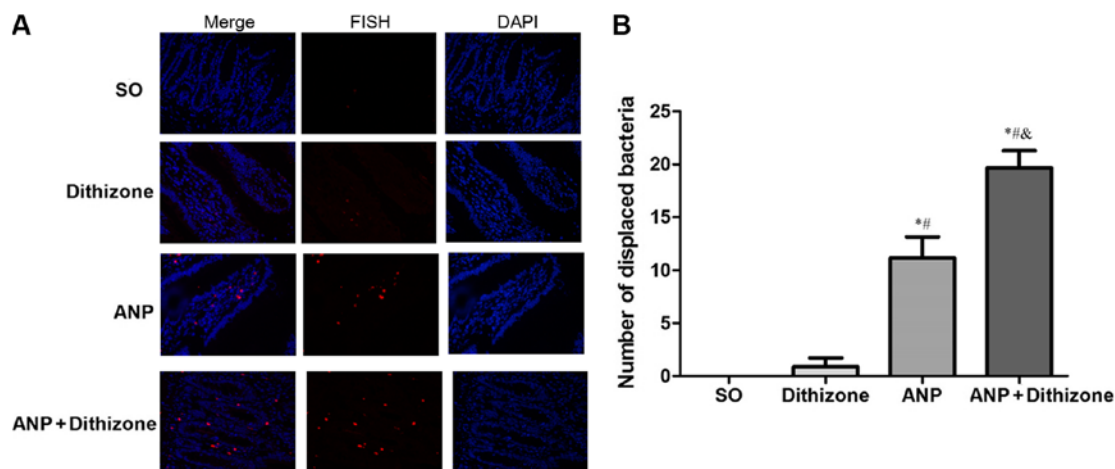 A
Merge FISH DAPI
SO
Dithizone
ANP
ANP + Dithizone
B
Number of displaced bacteria
25
20
15
10
5
0
*#
*#&
SO Dithizone ANP ANP + Dithizone